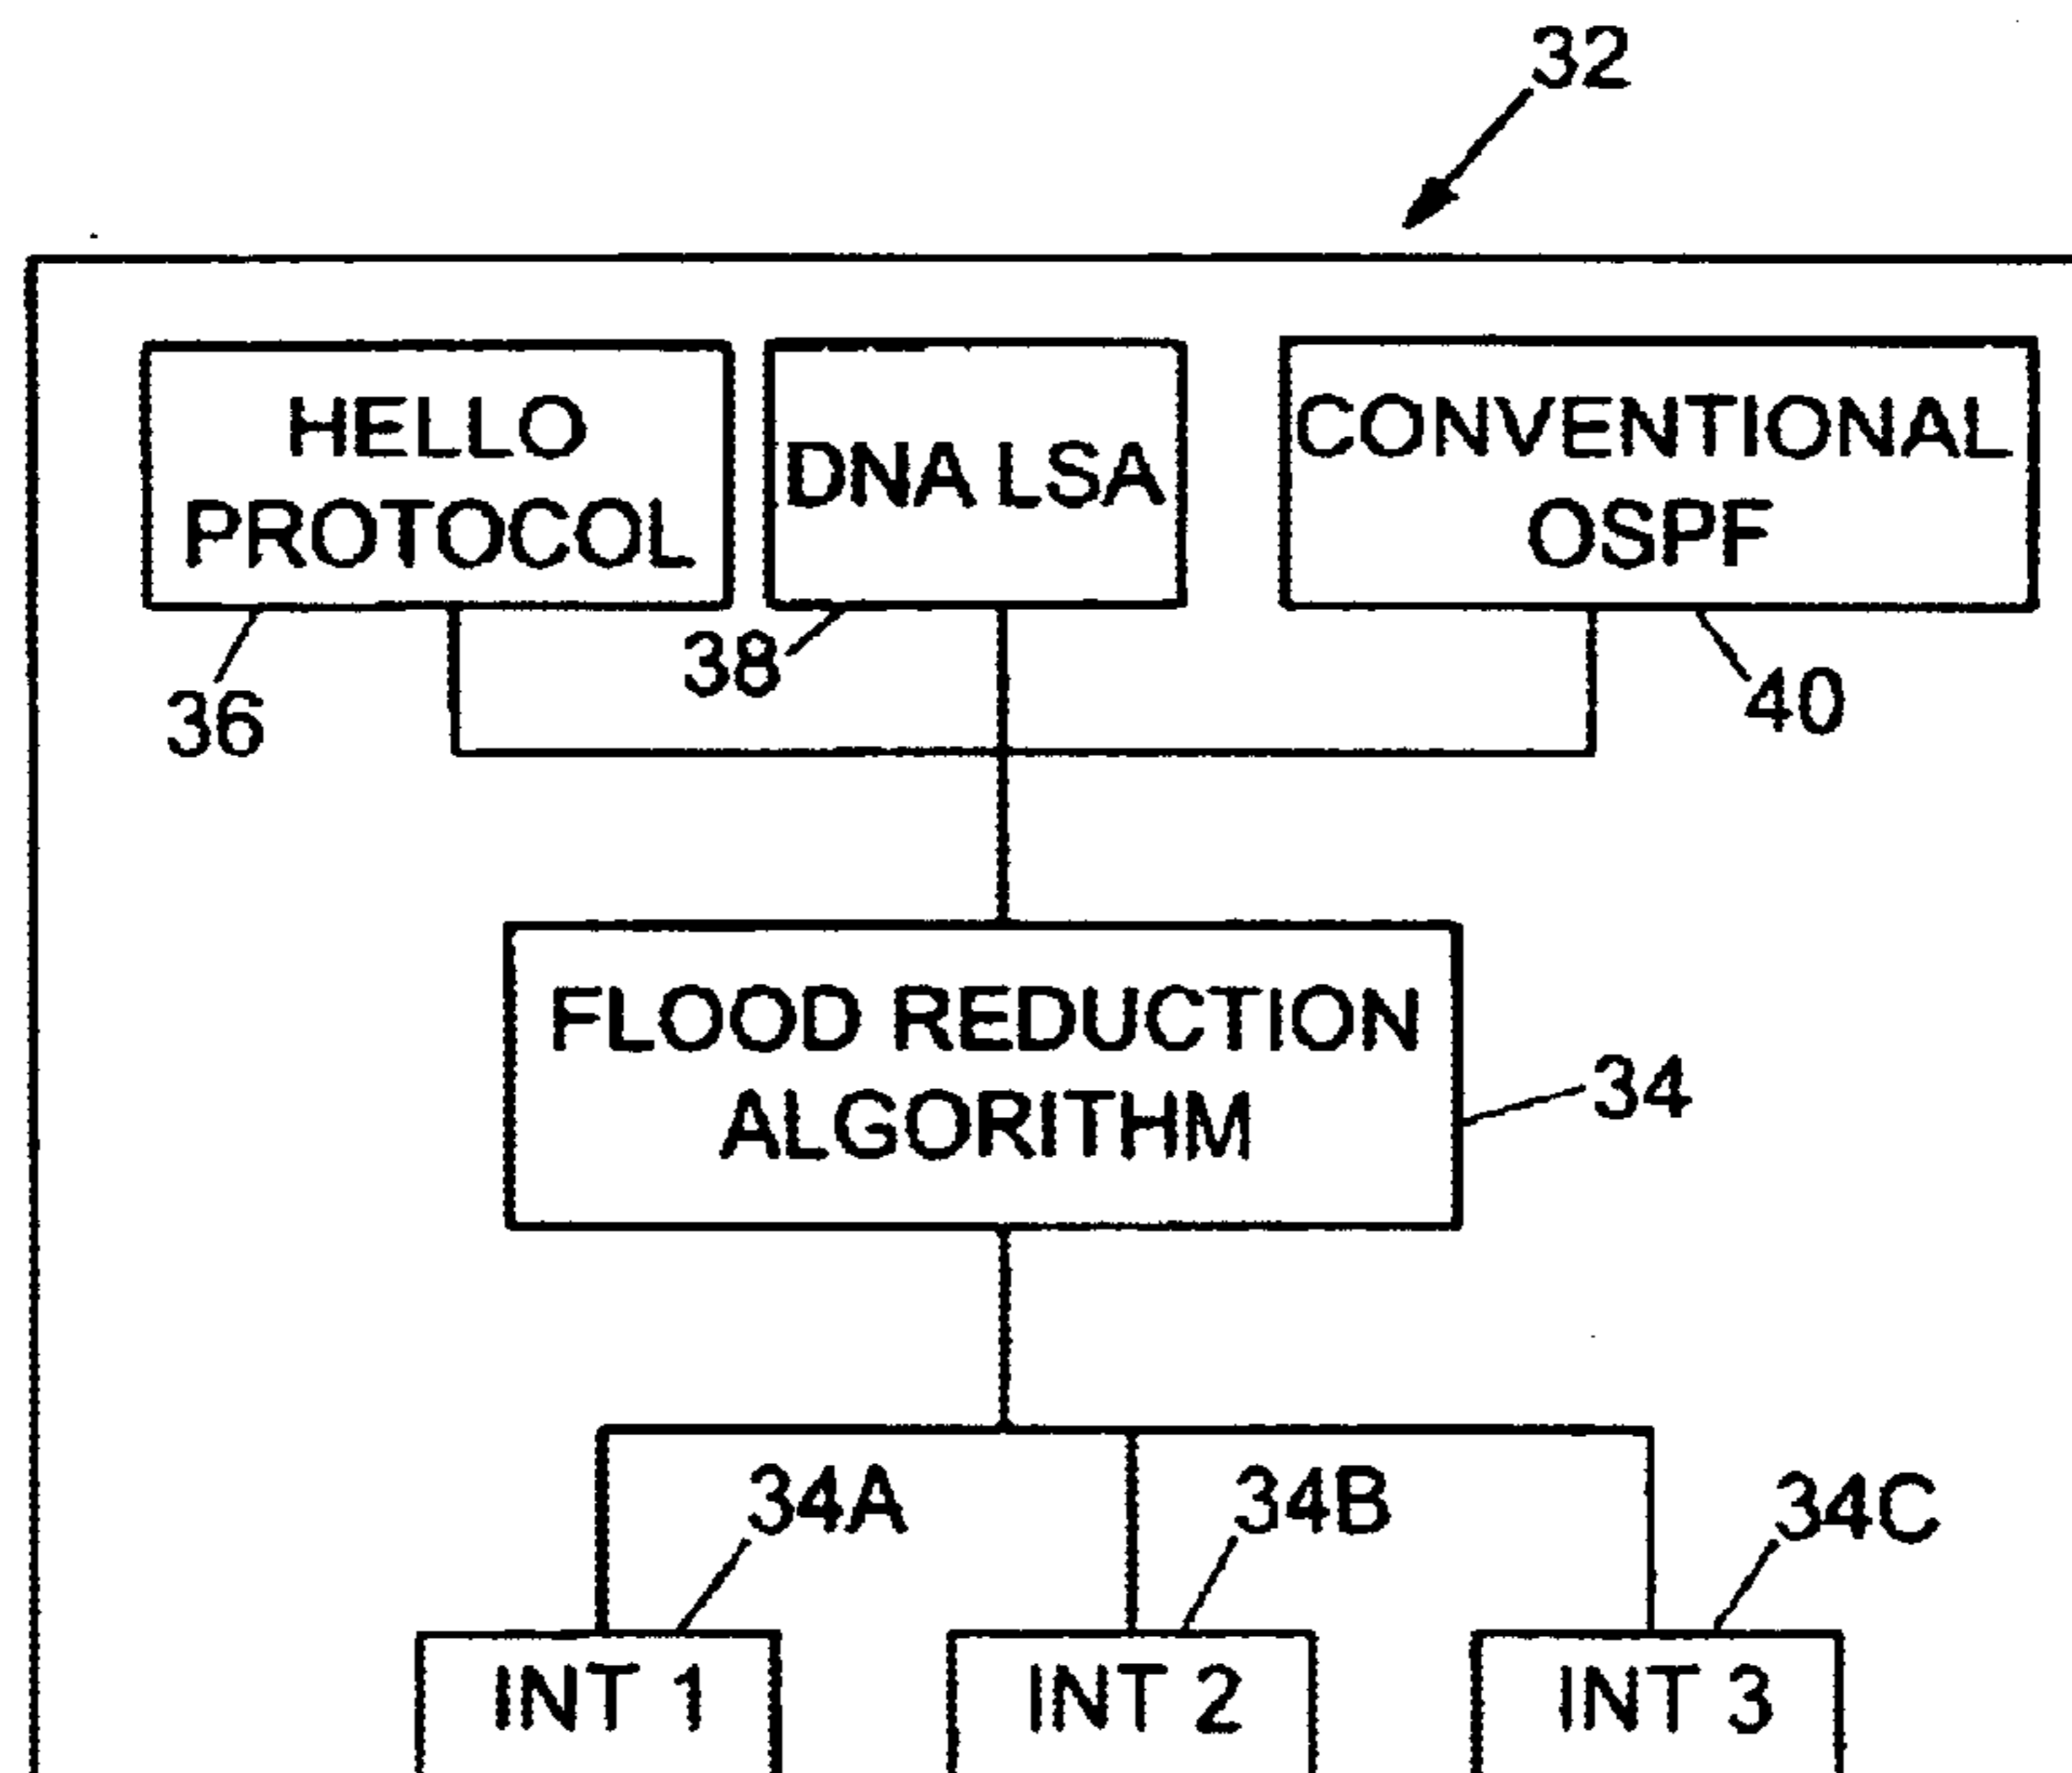 32
HELLO
PROTOCOL
DNA LSA
CONVENTIONAL
OSPF
36
38
40
FLOOD REDUCTION
ALGORITHM
34
34A
34B
34C
INT 1
INT 2
INT 3